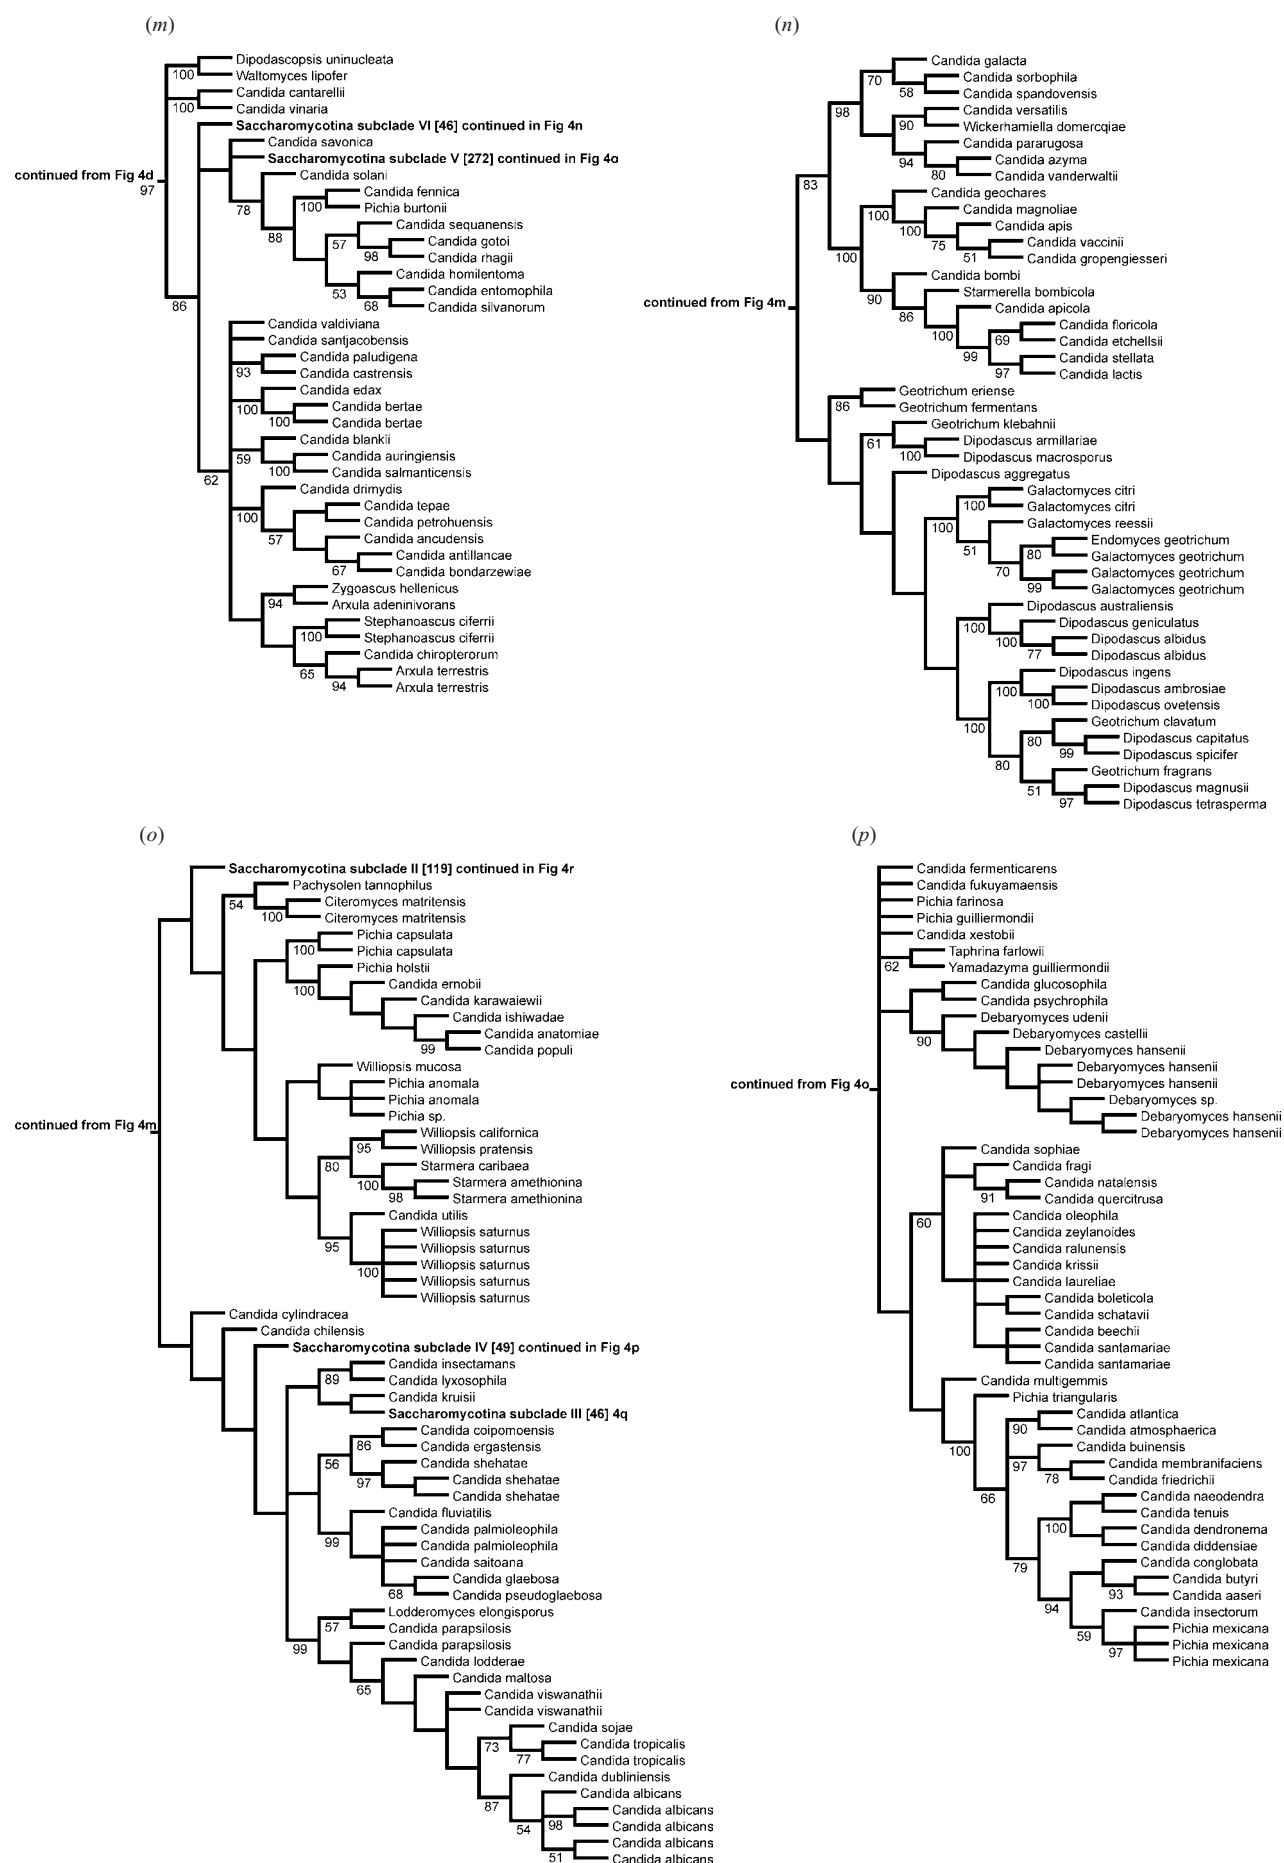 (m)
Dipodascopsis uninucleata
100
Waltomyces lipofer
Candida cantarellii
100
Candida vinaria
Saccharomycotina subclade VI [46] continued in Fig 4n
Candida savonica
Saccharomycotina subclade V [272] continued in Fig 4o
continued from Fig 4d
97
Candida solani
78
Candida fennica
100
Pichia burtonii
88
Candida sequanensis
57
Candida gotoi
98
Candida rhagii
Candida homilentoma
53
Candida entomophila
68
Candida silvanorum
86
Candida valdiviana
Candida santjacobensis
Candida paludigena
93
Candida castrensis
Candida edax
100
Candida bertae
100
Candida bertae
Candida blankii
59
Candida auringiensis
100
Candida salmanticensis
62
Candida drimydis
100
Candida tepae
Candida petrohuensis
57
Candida ancudensis
Candida antillancae
67
Candida bondarzewiae
Zygoascus hellenicus
94
Arxula adeninivorans
Stephanoascus ciferrii
100
Stephanoascus ciferrii
Candida chiropterorum
65
Arxula terrestris
94
Arxula terrestris
(n)
Candida galacta
70
Candida sorbophila
58
Candida spandovensis
98
Candida versatilis
90
Wickerhamiella domercqiae
Candida pararugosa
94
Candida azyma
80
Candida vanderwaltii
83
Candida geochares
100
Candida magnoliae
100
Candida apis
75
Candida vaccinii
51
Candida gropengiesseri
100
Candida bombi
90
Starmerella bombicola
86
Candida apicola
100
Candida floricola
69
Candida etchellsii
99
Candida stellata
97
Candida lactis
continued from Fig 4m
Geotrichum eriense
86
Geotrichum fermentans
Geotrichum klebahnii
61
Dipodascus armillariae
100
Dipodascus macrosporus
Dipodascus aggregatus
Galactomyces citri
100
Galactomyces citri
100
Galactomyces reessii
51
Endomyces geotrichum
80
Galactomyces geotrichum
70
Galactomyces geotrichum
99
Galactomyces geotrichum
Dipodascus australiensis
100
Dipodascus geniculatus
100
Dipodascus albidus
77
Dipodascus albidus
Dipodascus ingens
100
Dipodascus ambrosiae
100
Dipodascus ovetensis
100
Geotrichum clavatum
80
Dipodascus capitatus
99
Dipodascus spicifer
80
Geotrichum fragrans
51
Dipodascus magnusii
97
Dipodascus tetrasperma
(o)
Saccharomycotina subclade II [119] continued in Fig 4r
Pachysolen tannophilus
54
Citeromyces matritensis
100
Citeromyces matritensis
Pichia capsulata
100
Pichia capsulata
Pichia holstii
100
Candida ernobii
Candida karawaiewii
Candida ishiwadae
Candida anatomiae
99
Candida populi
Williopsis mucosa
Pichia anomala
Pichia anomala
Pichia sp.
continued from Fig 4m
Williopsis californica
95
Williopsis pratensis
80
Starmera caribaea
100
Starmera amethionina
98
Starmera amethionina
Candida utilis
95
Williopsis saturnus
Williopsis saturnus
Williopsis saturnus
100
Williopsis saturnus
Williopsis saturnus
Candida cylindracea
Candida chilensis
Saccharomycotina subclade IV [49] continued in Fig 4p
Candida insectamans
89
Candida lyxosophila
Candida kruisii
Saccharomycotina subclade III [46] 4q
Candida coipomoensis
86
Candida ergastensis
56
Candida shehatae
97
Candida shehatae
Candida shehatae
Candida fluviatilis
99
Candida palmioleophila
Candida palmioleophila
Candida saitoana
Candida glaebosa
68
Candida pseudoglaebosa
Lodderomyces elongisporus
57
Candida parapsilosis
99
Candida parapsilosis
Candida lodderae
65
Candida maltosa
Candida viswanathii
Candida viswanathii
Candida sojae
73
Candida tropicalis
77
Candida tropicalis
Candida dubliniensis
87
Candida albicans
54
Candida albicans
98
Candida albicans
Candida albicans
51
Candida albicans
(p)
Candida fermenticarens
Candida fukuyamaensis
Pichia farinosa
Pichia guilliermondii
Candida xestobii
Taphrina farlowii
62
Yamadazyma guilliermondii
Candida glucosophila
Candida psychrophila
Debaryomyces udenii
90
Debaryomyces castellii
Debaryomyces hansenii
Debaryomyces hansenii
Debaryomyces hansenii
continued from Fig 4o
Debaryomyces sp.
Debaryomyces hansenii
Debaryomyces hansenii
Candida sophiae
Candida fragi
Candida natalensis
91
Candida quercitrusa
60
Candida oleophila
Candida zeylanoides
Candida ralunensis
Candida krissii
Candida laureliae
Candida boleticola
Candida schatavii
Candida beechii
Candida santamariae
Candida santamariae
Candida multigemmis
Pichia triangularis
100
Candida atlantica
90
Candida atmosphaerica
Candida buinensis
97
Candida membranifaciens
78
Candida friedrichii
66
Candida naeodendra
Candida tenuis
100
Candida dendronema
Candida diddensiae
79
Candida conglobata
Candida butyri
93
Candida aaseri
94
Candida insectorum
59
Pichia mexicana
97
Pichia mexicana
Pichia mexicana